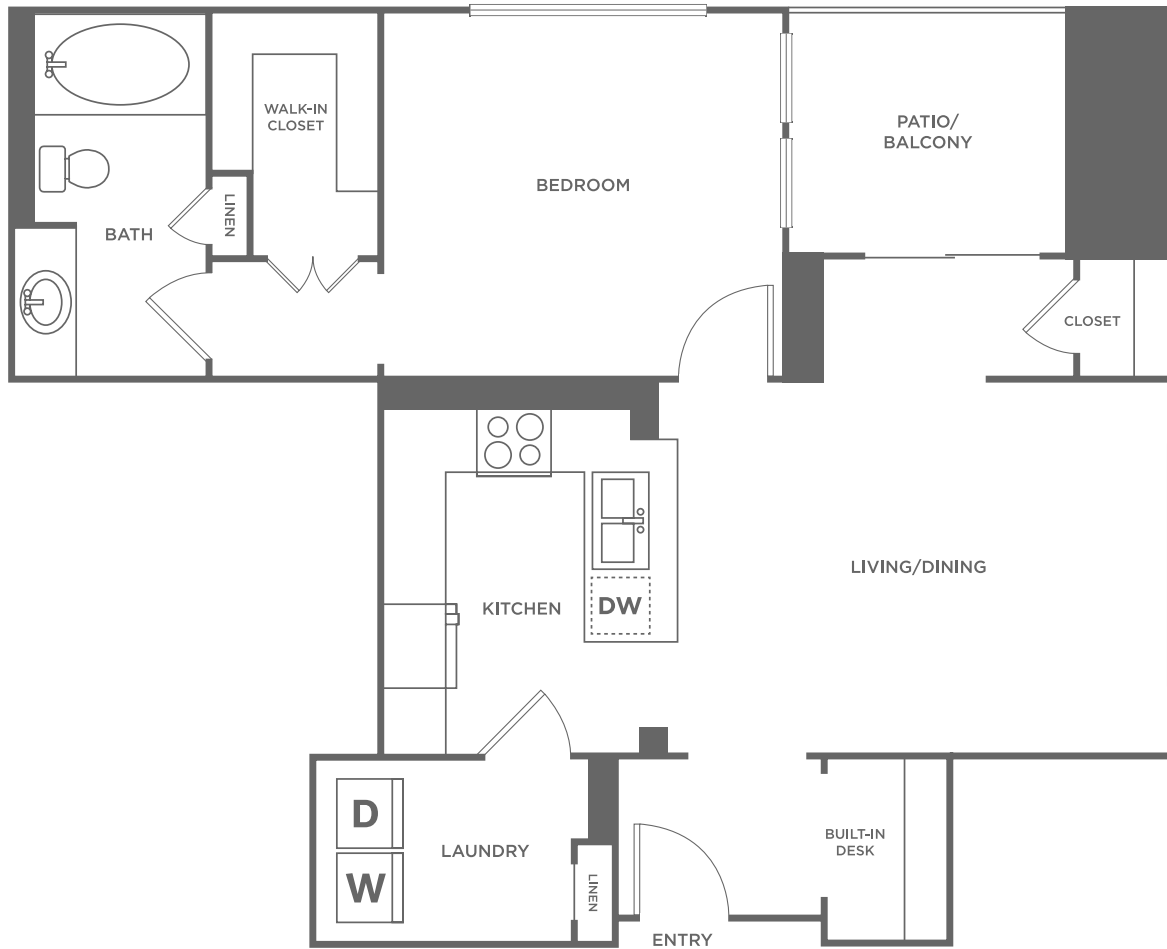 WALK-IN
CLOSET
PATIO/
BALCONY
BEDROOM
LINEN
BATH
CLOSET
LIVING/DINING
KITCHEN
DW
D
W
LAUNDRY
BUILT-IN
DESK
LINEN
ENTRY